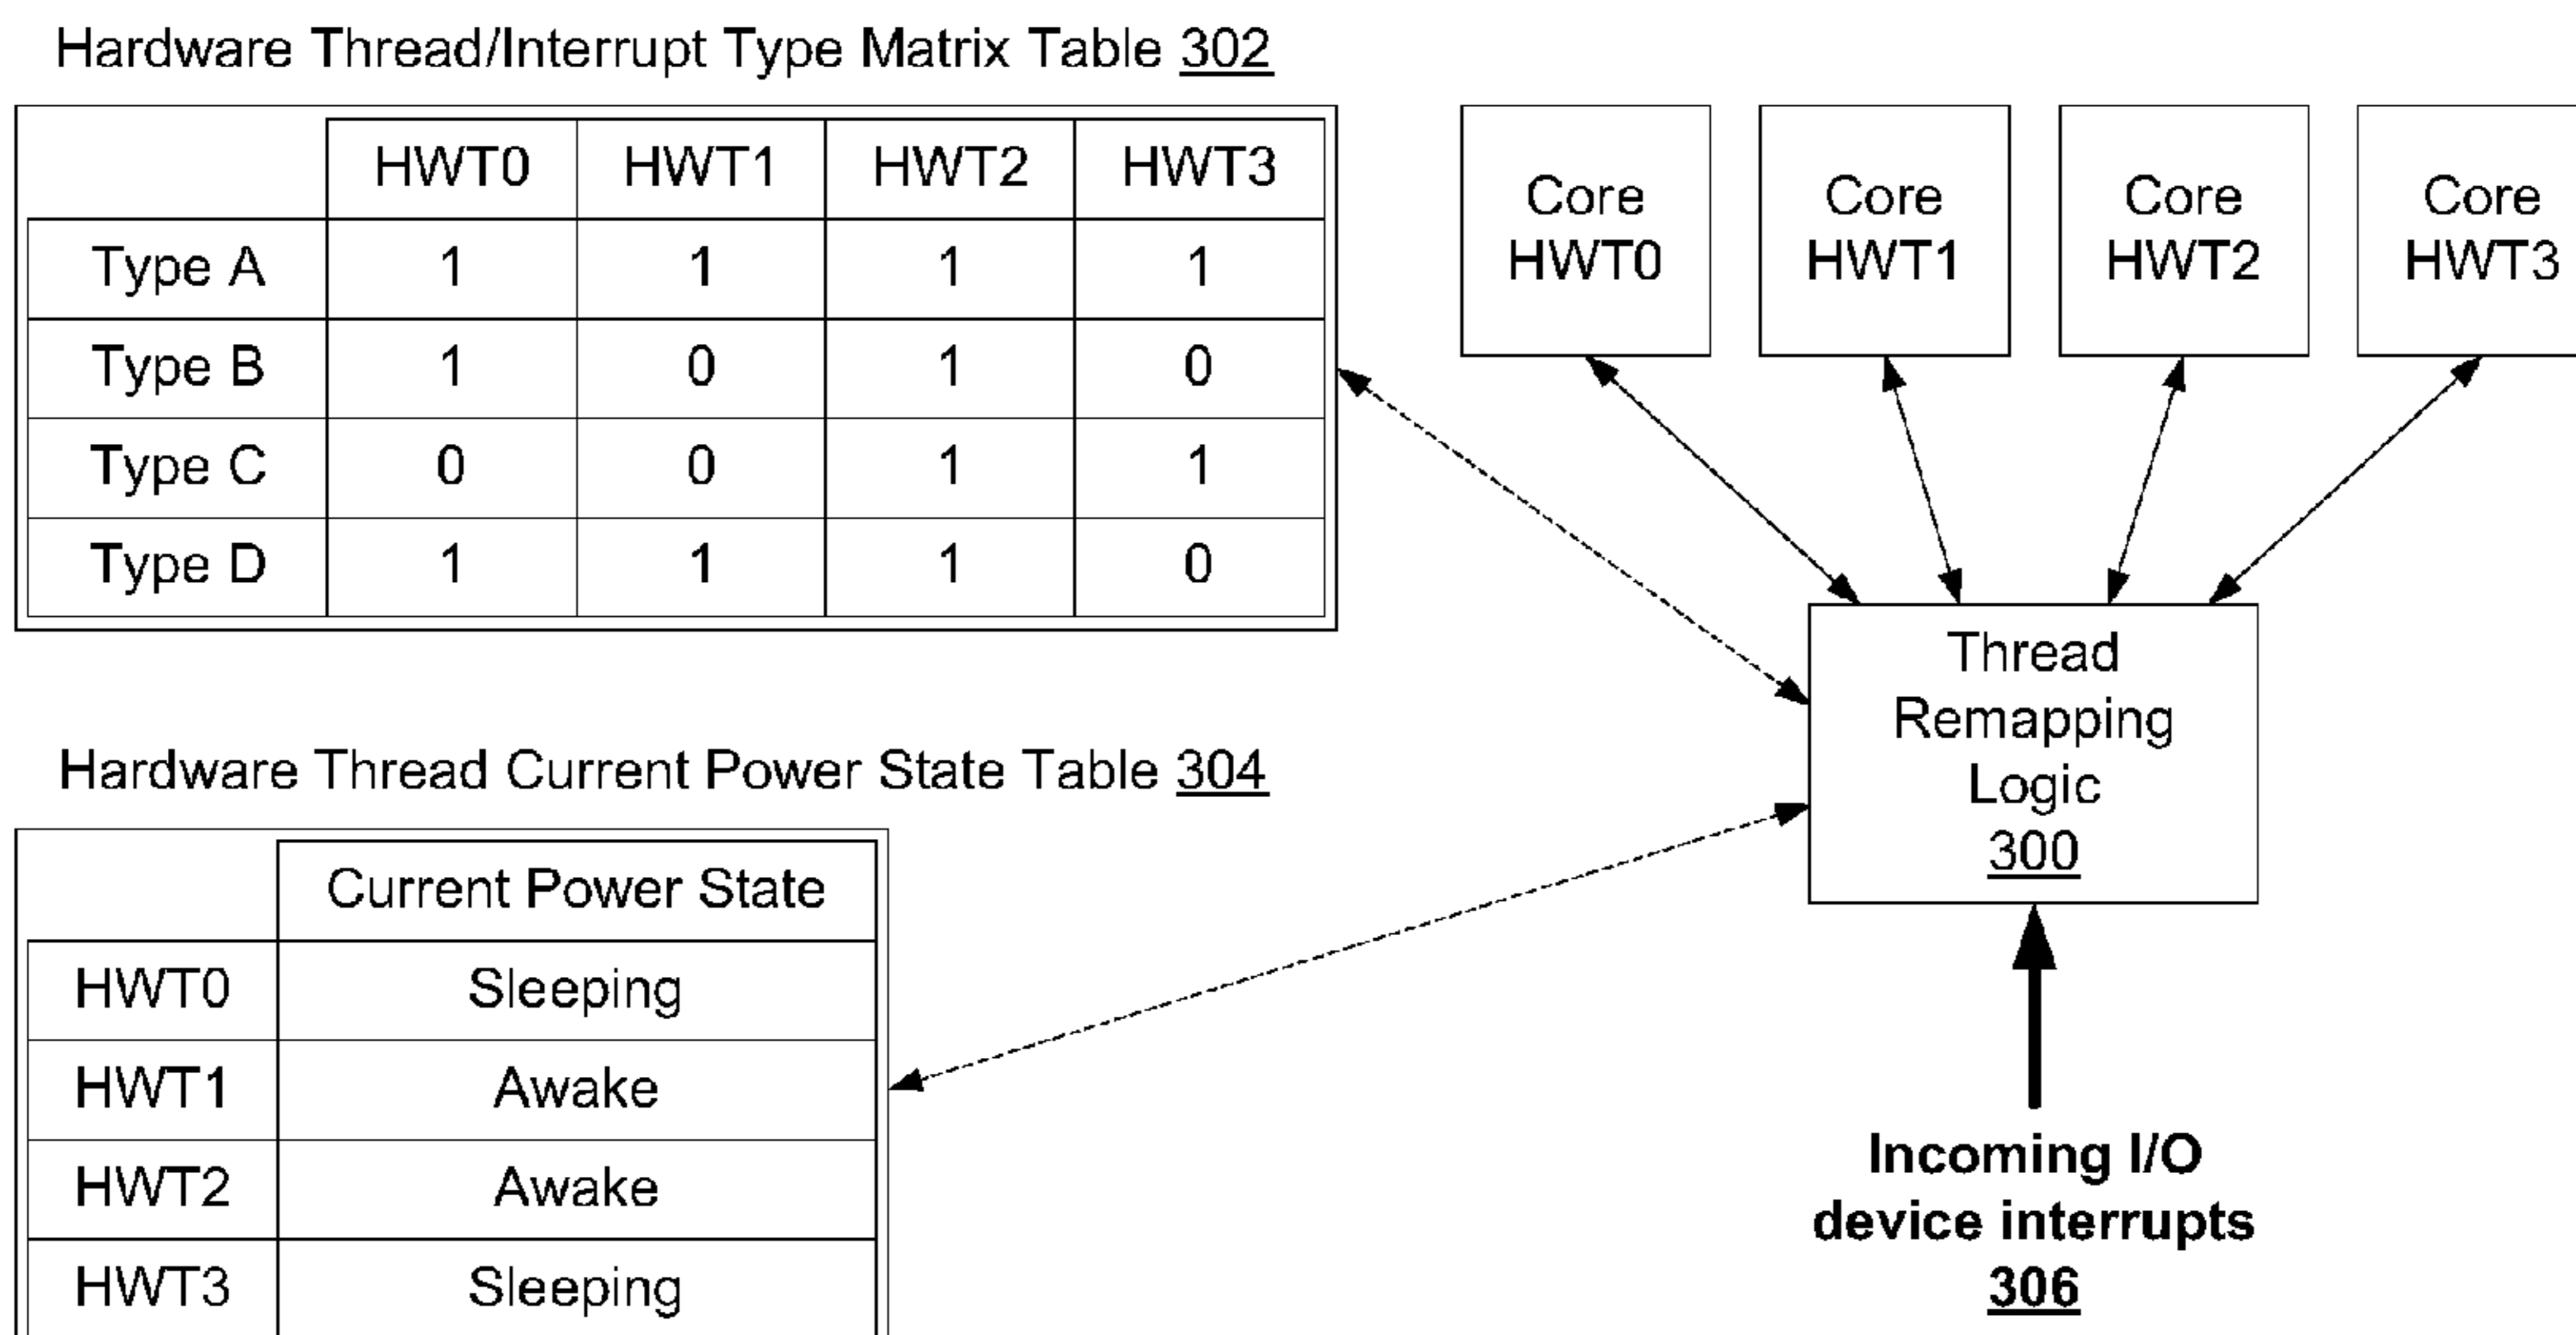 Hardware Thread/Interrupt Type Matrix Table 302
HWT0 HWT1 HWT2 HWT3
Type A 1 1 1 1
Type B 1 0 1 0
Type C 0 0 1 1
Type D 1 1 1 0
Core
HWT0
Core
HWT1
Core
HWT2
Core
HWT3
Thread
Remapping
Logic
300
Hardware Thread Current Power State Table 304
Current Power State
HWT0 Sleeping
HWT1 Awake
HWT2 Awake
HWT3 Sleeping
Incoming I/O
device interrupts
306